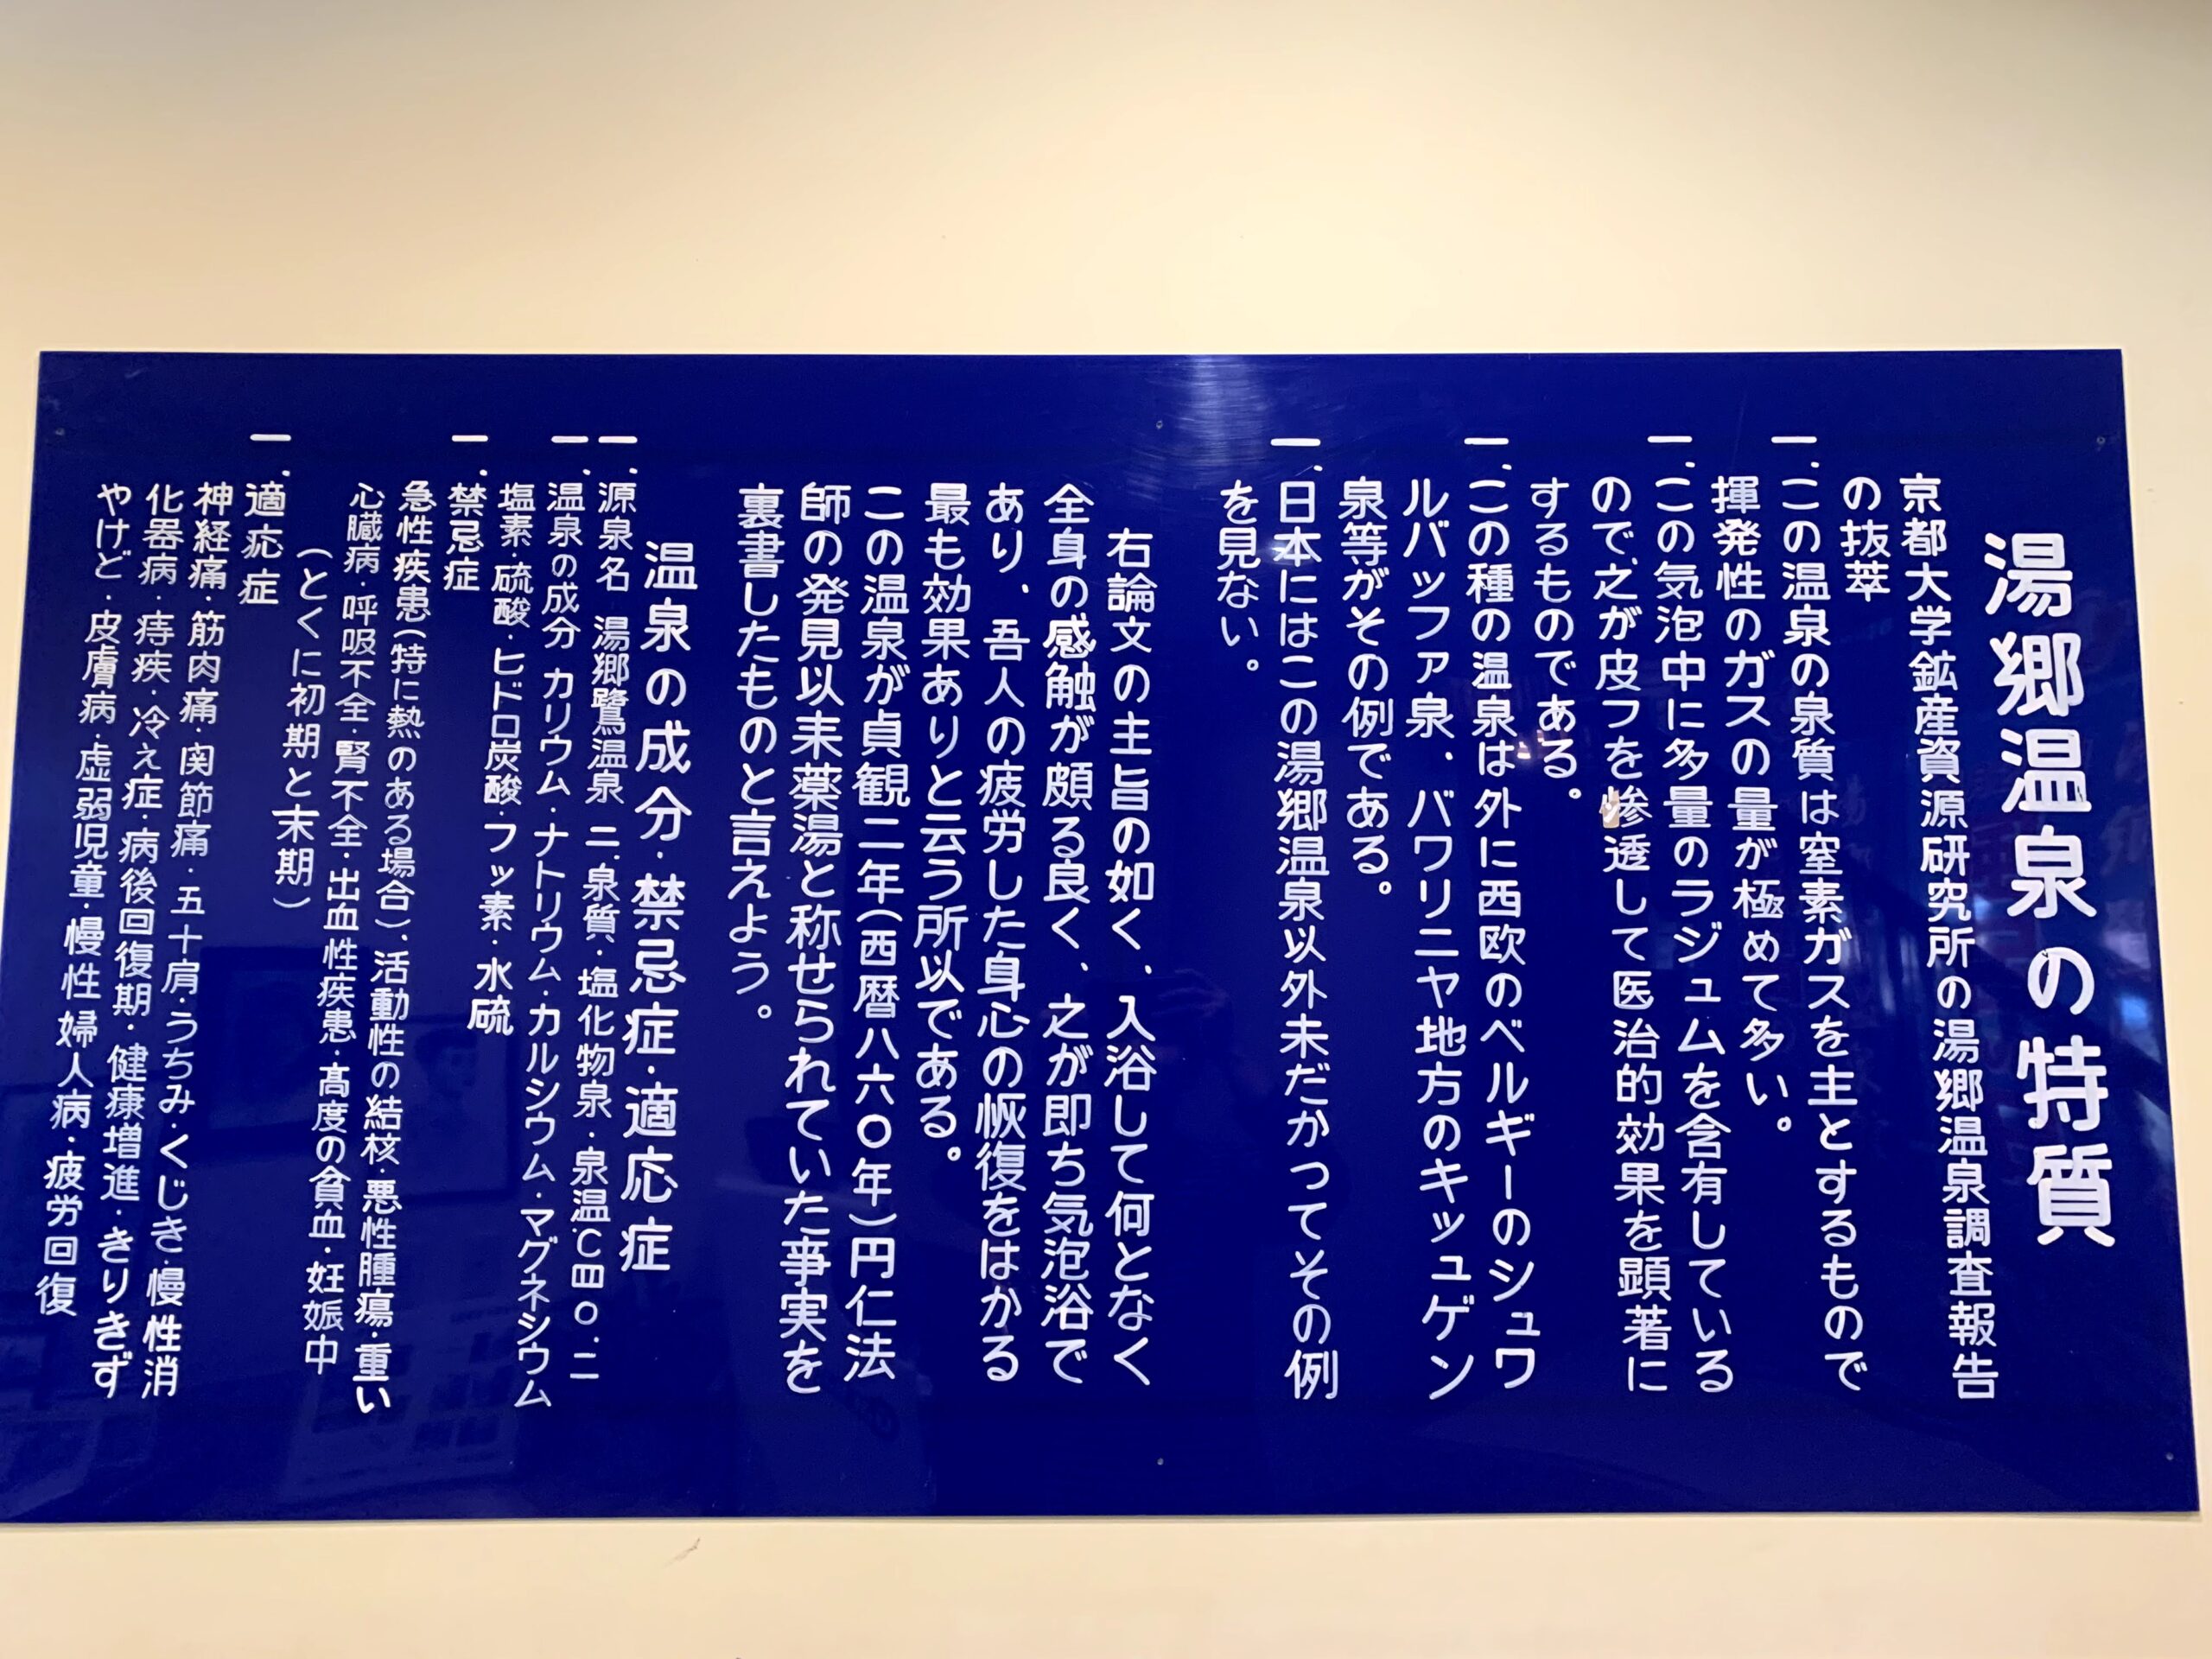 湯郷温泉の特質
京都大学鉱産資源研究所の湯郷温泉調査報告
の抜萃
一.この温泉の泉質は窒素ガスを主とするもので
揮発性のガスの量が極めて多い。
一.この気泡中に多量のラジュムを含有している
ので、之が皮フを滲透して医治的効果を顕著に
するものである。
一.この種の温泉は外に西欧のベルギーのシュワ
ルバッファ泉．バワリニヤ地方のキッュゲン
泉等がその例である。
一.日本にはこの湯郷温泉以外未だかってその例
を見ない。
右論文の主旨の如く、入浴して何となく
全身の感触が頗る良く、之が即ち気泡浴で
あり、吾人の疲労した身心の恢復をはかる
最も効果ありと云う所以である。
この温泉が貞観二年(西暦八六〇年)円仁法
師の発見以来薬湯と称せられていた事実を
裏書したものと言えよう。
温泉の成分・禁忌症・適応症
一.源泉名 湯郷鷺温泉 二.泉質、塩化物泉・泉温.C四〇.二
一.温泉の成分 カリウム・ナトリウム・カルシウム・マグネシウム
塩素・硫酸・ヒドロ炭酸・フッ素・水硫
一.禁忌症
急性疾患(特に熱のある場合)、活動性の結核・悪性腫瘍・重い
心臓病・呼吸不全・腎不全・出血性疾患・高度の貧血・妊娠中
(とくに初期と末期)
一.適応症
神経痛・筋肉痛・関節痛・五十肩・うちみ・くじき・慢性消
化器病・痔疾・冷え症・病後回復期・健康増進・きりきず
やけど・皮膚病・虚弱児童・慢性婦人病・疲労回復